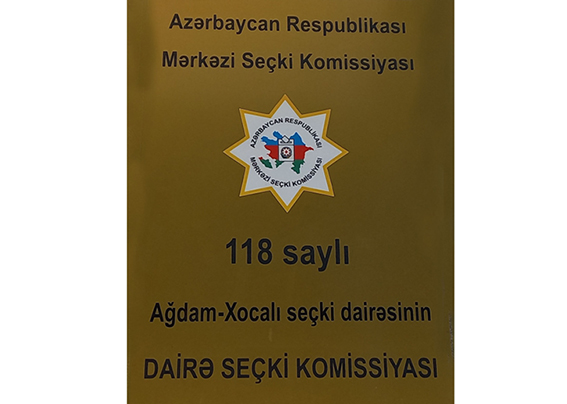 Azərbaycan Respublikası
Mərkəzi Seçki Komissiyası
AZƏRBAYCAN RESPUBLİKASI
MƏRKƏZİ SEÇKİ KOMİSSİYASI
118 saylı
Ağdam-Xocalı seçki dairəsinin
DAİRƏ SEÇKİ KOMİSSİYASI